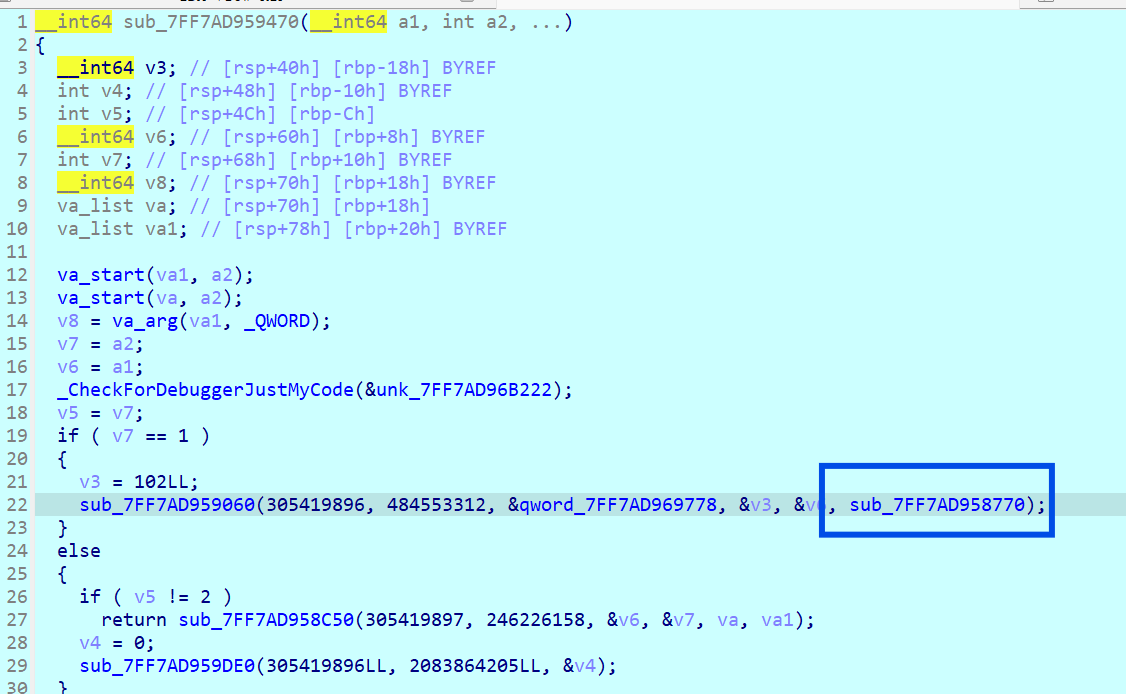 1 __int64 sub_7FF7AD959470(__int64 a1, int a2, ...)
2 {
3 __int64 v3; // [rsp+40h] [rbp-18h] BYREF
4 int v4; // [rsp+48h] [rbp-10h] BYREF
5 int v5; // [rsp+4Ch] [rbp-Ch]
6 __int64 v6; // [rsp+60h] [rbp+8h] BYREF
7 int v7; // [rsp+68h] [rbp+10h] BYREF
8 __int64 v8; // [rsp+70h] [rbp+18h] BYREF
9 va_list va; // [rsp+70h] [rbp+18h]
10 va_list va1; // [rsp+78h] [rbp+20h] BYREF
11
12 va_start(va1, a2);
13 va_start(va, a2);
14 v8 = va_arg(va1, _QWORD);
15 v7 = a2;
16 v6 = a1;
17 _CheckForDebuggerJustMyCode(&unk_7FF7AD96B222);
18 v5 = v7;
19 if ( v7 == 1 )
20 {
21 v3 = 102LL;
22 sub_7FF7AD959060(305419896, 484553312, &qword_7FF7AD969778, &v3, sub_7FF7AD958770);
23 }
24 else
25 {
26 if ( v5 != 2 )
27 return sub_7FF7AD958C50(305419897, 246226158, &v6, &v7, va, va1);
28 v4 = 0;
29 sub_7FF7AD959DE0(305419896LL, 2083864205LL, &v4);
30 }